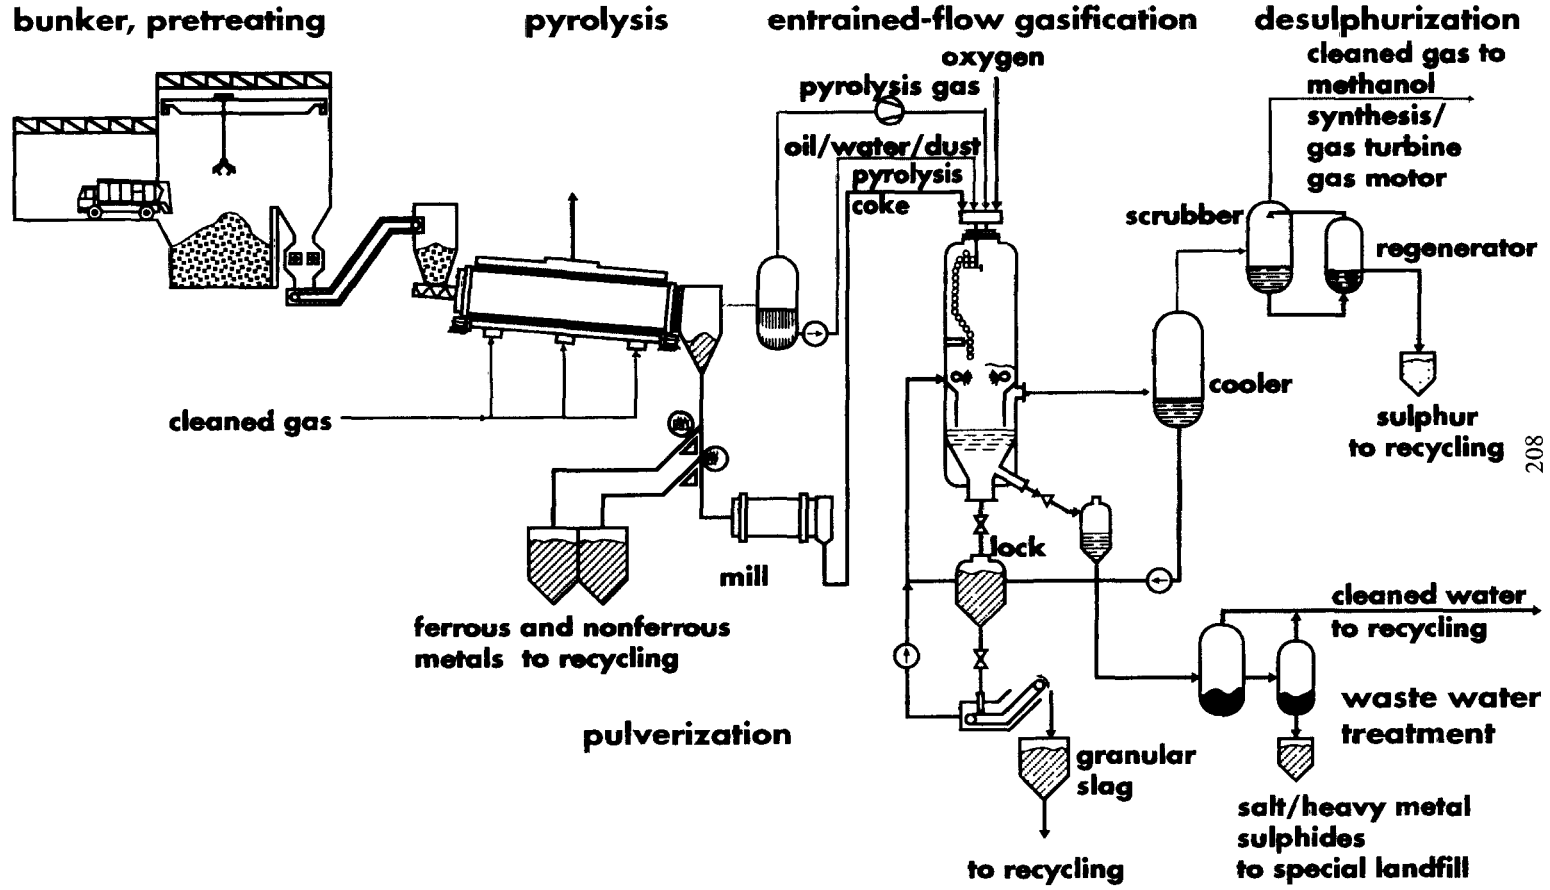 bunker, pretreating
pyrolysis
entrained-flow gasification
desulphurization
oxygen
pyrolysis gas
oil/water/dust
pyrolysis
coke
cleaned gas to
methanol
synthesis/
gas turbine
gas motor
scrubber
regenerator
cooler
sulphur
to recycling
208
cleaned gas
mill
lock
ferrous and nonferrous
metals to recycling
pulverization
cleaned water
to recycling
waste water
treatment
granular
slag
to recycling
salt/heavy metal
sulphides
to special landfill